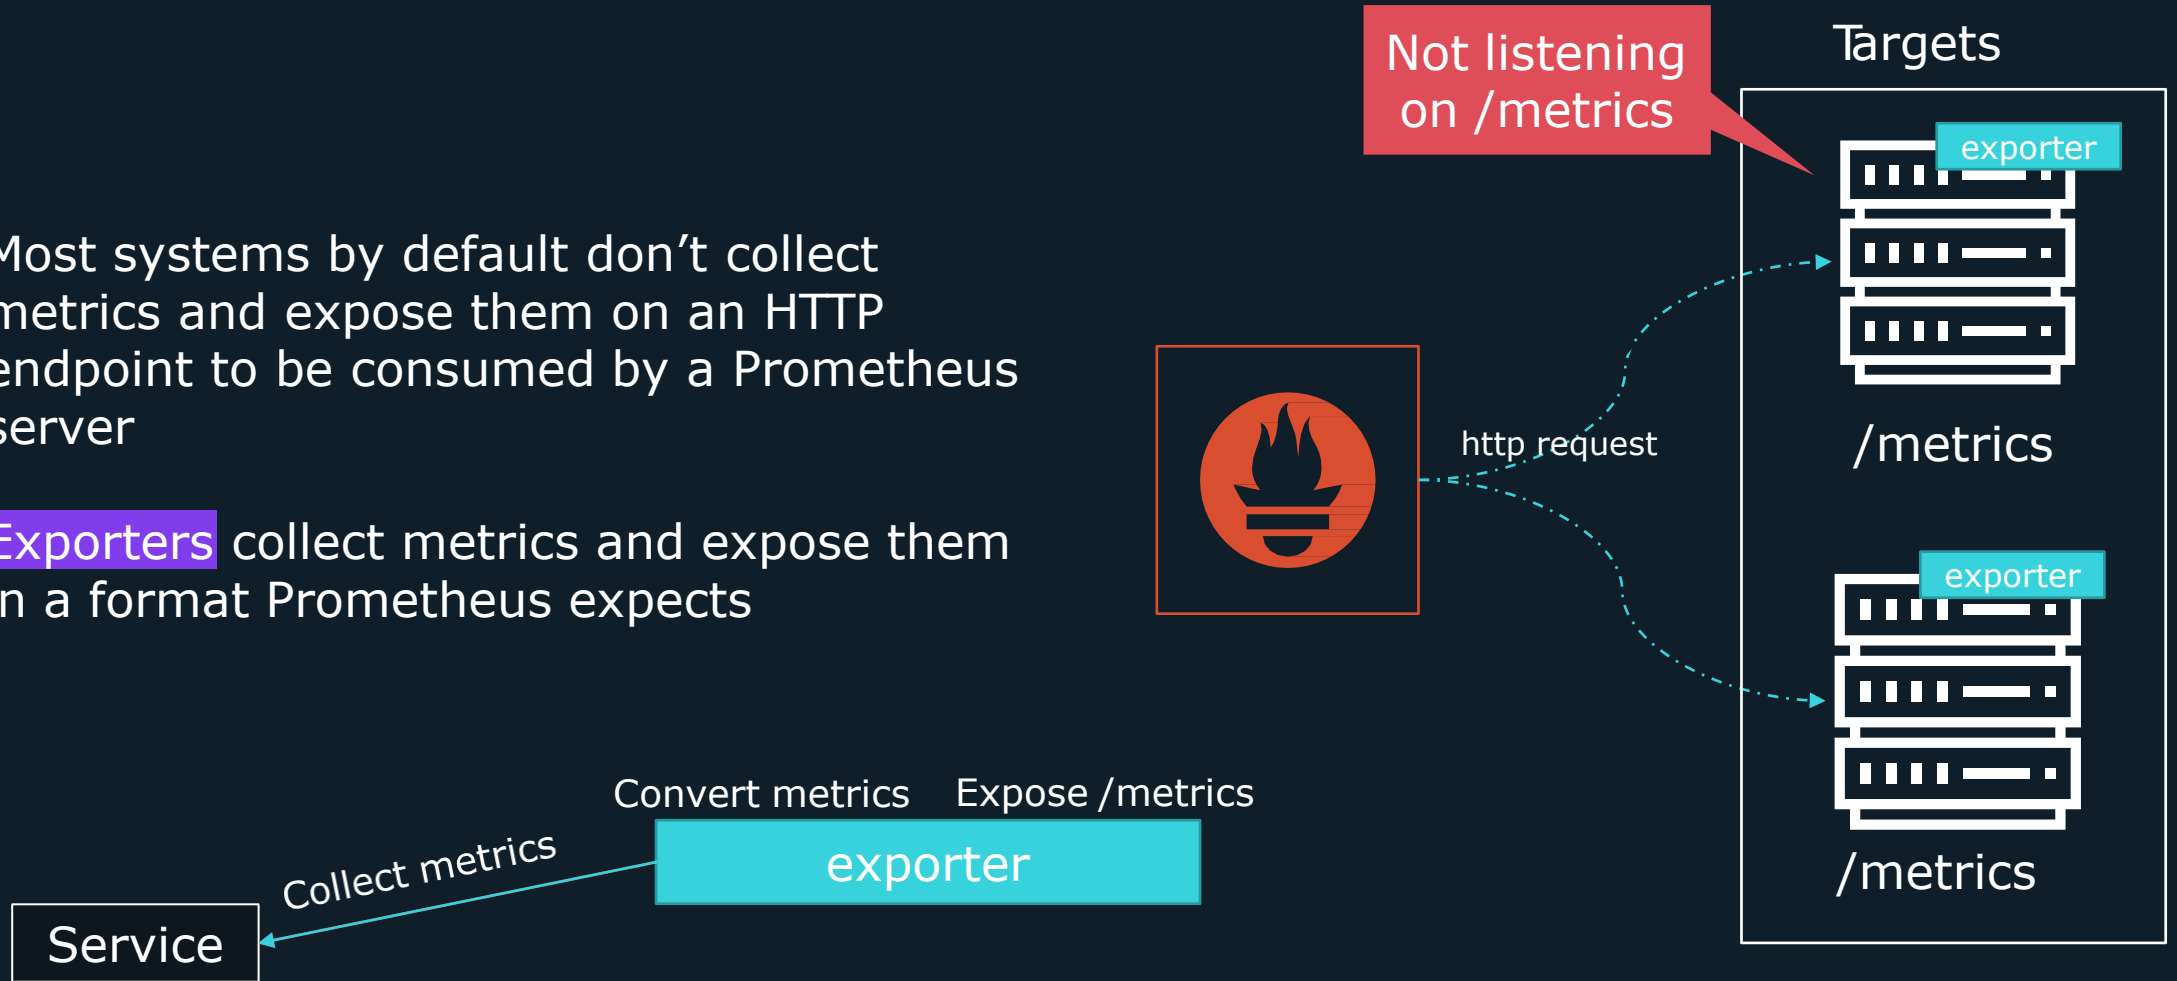 Not listening
on /metrics
Targets
exporter
Most systems by default don’t collect
metrics and expose them on an HTTP
endpoint to be consumed by a Prometheus
server
http request
/metrics
Exporters collect metrics and expose them
in a format Prometheus expects
exporter
/metrics
Convert metrics
Expose /metrics
Collect metrics
exporter
Service